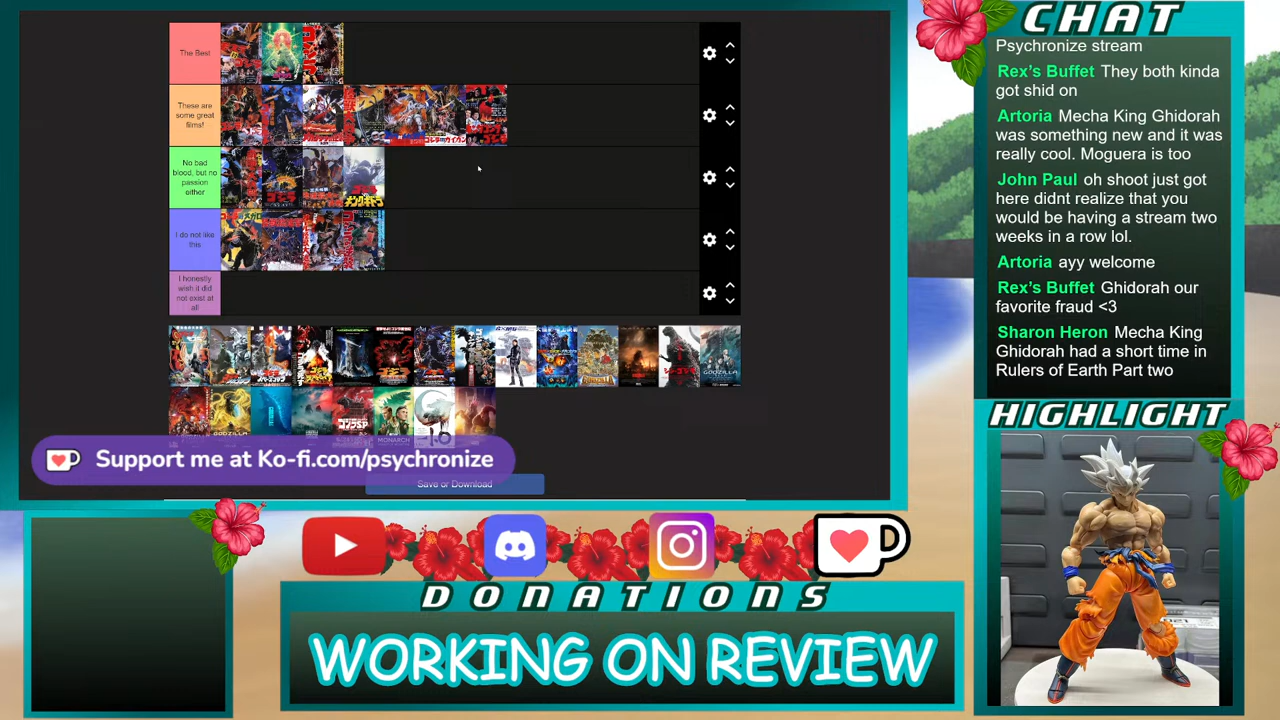 The Best
These are
some great
films!
No bad
blood, but no
passion
either
I do not like
this
I honestly
wish it did
not exist at
all
GODZILLA
GODZILLA
MONARCH
Support me at Ko-fi.com/psychronize
Save or Download
DONATIONS
WORKING ON REVIEW
CHAT
Psychronize stream
Rex's Buffet They both kinda
got shid on
Artoria Mecha King Ghidorah
was something new and it was
really cool. Moguera is too
John Paul oh shoot just got
here didnt realize that you
would be having a stream two
weeks in a row lol.
Artoria ayy welcome
Rex's Buffet Ghidorah our
favorite fraud <3
Sharon Heron Mecha King
Ghidorah had a short time in
Rulers of Earth Part two
HIGHLIGHT